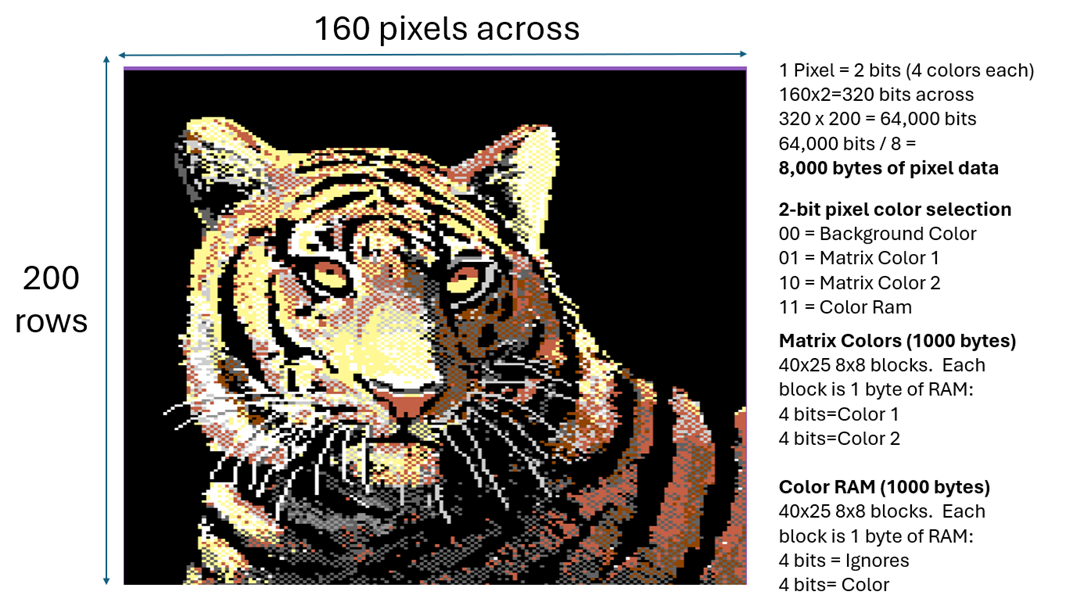 160 pixels across
200
rows
1 Pixel = 2 bits (4 colors each)
160x2=320 bits across
320 x 200 = 64,000 bits
64,000 bits / 8 =
8,000 bytes of pixel data
2-bit pixel color selection
00 = Background Color
01 = Matrix Color 1
10 = Matrix Color 2
11 = Color Ram
Matrix Colors (1000 bytes)
40x25 8x8 blocks.  Each
block is 1 byte of RAM:
4 bits=Color 1
4 bits=Color 2
Color RAM (1000 bytes)
40x25 8x8 blocks.  Each
block is 1 byte of RAM:
4 bits = Ignores
4 bits= Color